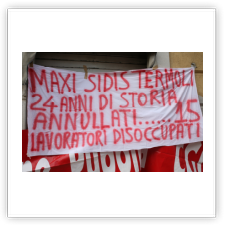 MAXI SIDIS TERMOLI
24 ANNI DI STORIA
ANNULLATI......15
LAVORATORI DISOCCUPATI